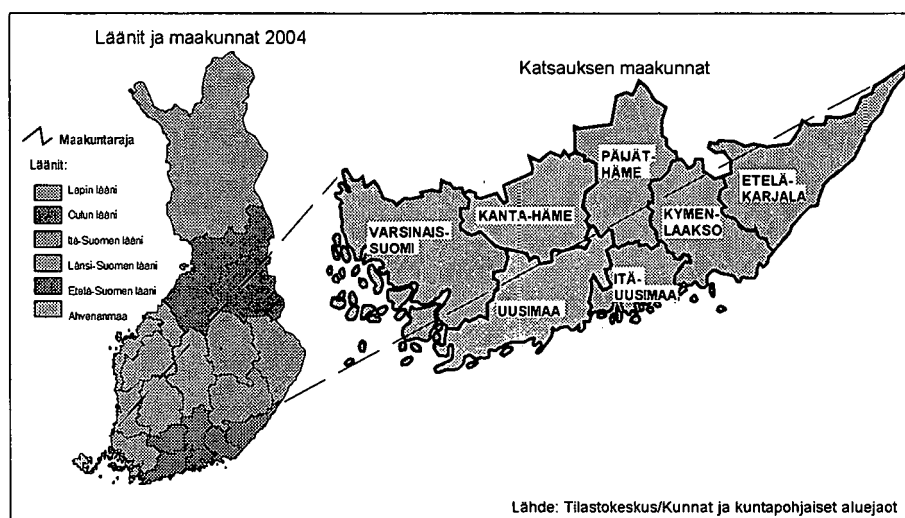 Läänit ja maakunnat 2004
Maakuntaraja
Läänit:
Lapin lääni
Oulun lääni
Itä-Suomen lääni
Länsi-Suomen lääni
Etelä-Suomen lääni
Ahvenanmaa
Katsauksen maakunnat
VARSINAIS-
SUOMI
KANTA-HÄME
PÄIJÄT-
HÄME
KYMEN-
LAAKSO
ETELÄ-
KARJALA
UUSIMAA
ITÄ-
UUSIMAA
Lähde: Tilastokeskus/Kunnat ja kuntapohjaiset aluejaot